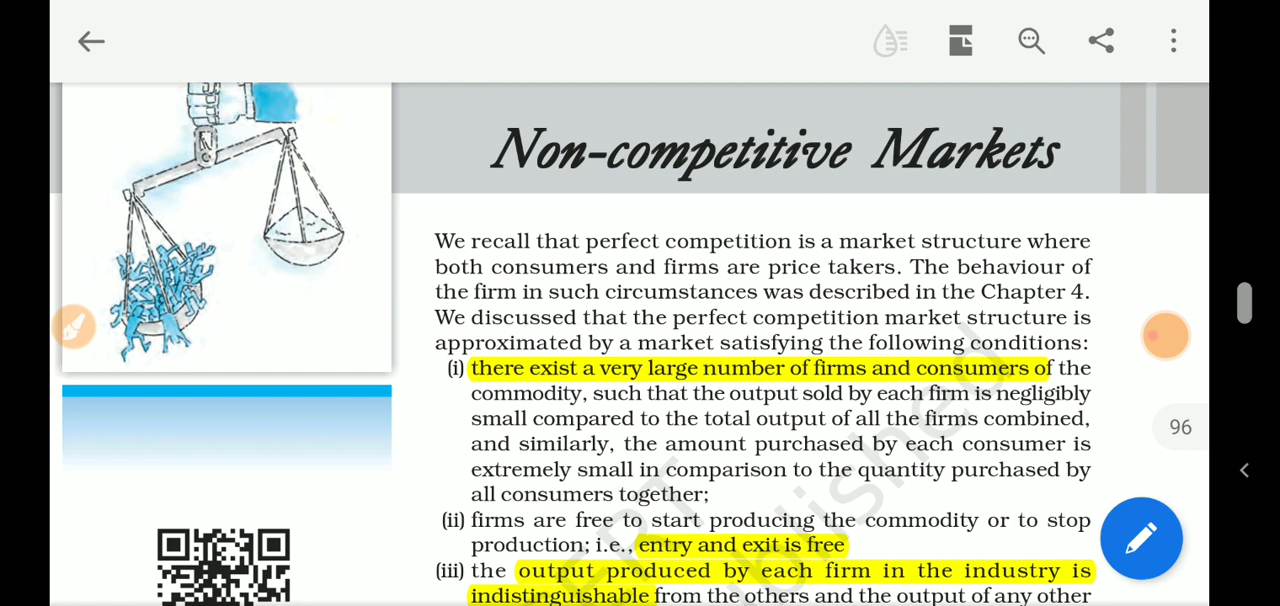 Non-competitive Markets
We recall that perfect competition is a market structure where
both consumers and firms are price takers. The behaviour of
the firm in such circumstances was described in the Chapter 4.
We discussed that the perfect competition market structure is
approximated by a market satisfying the following conditions:
(i) there exist a very large number of firms and consumers of the
commodity, such that the output sold by each firm is negligibly
small compared to the total output of all the firms combined,
and similarly, the amount purchased by each consumer is
extremely small in comparison to the quantity purchased by
all consumers together;
(ii) firms are free to start producing the commodity or to stop
production; i.e., entry and exit is free
(iii) the output produced by each firm in the industry is
indistinguishable from the others and the output of any other
96